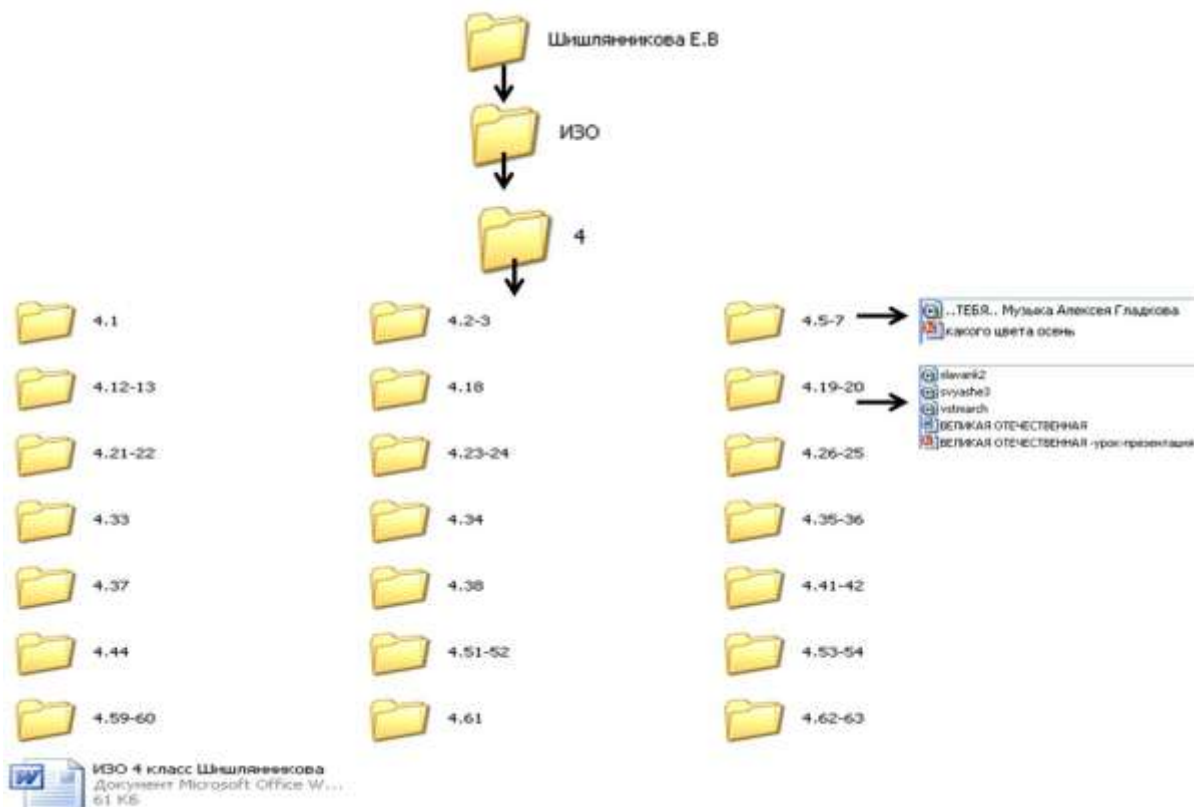 Шишлянникова Е.В
ИЗО
4
4.1
4.2-3
4.5-7
..ТЕБЯ.. Музыка Алексея Гладкова
какого цвета осень
4.12-13
4.18
4.19-20
slavank2
svyashe3
vstmarch
ВЕЛИКАЯ ОТЕЧЕСТВЕННАЯ
ВЕЛИКАЯ ОТЕЧЕСТВЕННАЯ -урок-презентация
4.21-22
4.23-24
4.26-25
4.33
4.34
4.35-36
4.37
4.38
4.41-42
4.44
4.51-52
4.53-54
4.59-60
4.61
4.62-63
ИЗО 4 класс Шишлянникова
Документ Microsoft Office W...
61 КБ